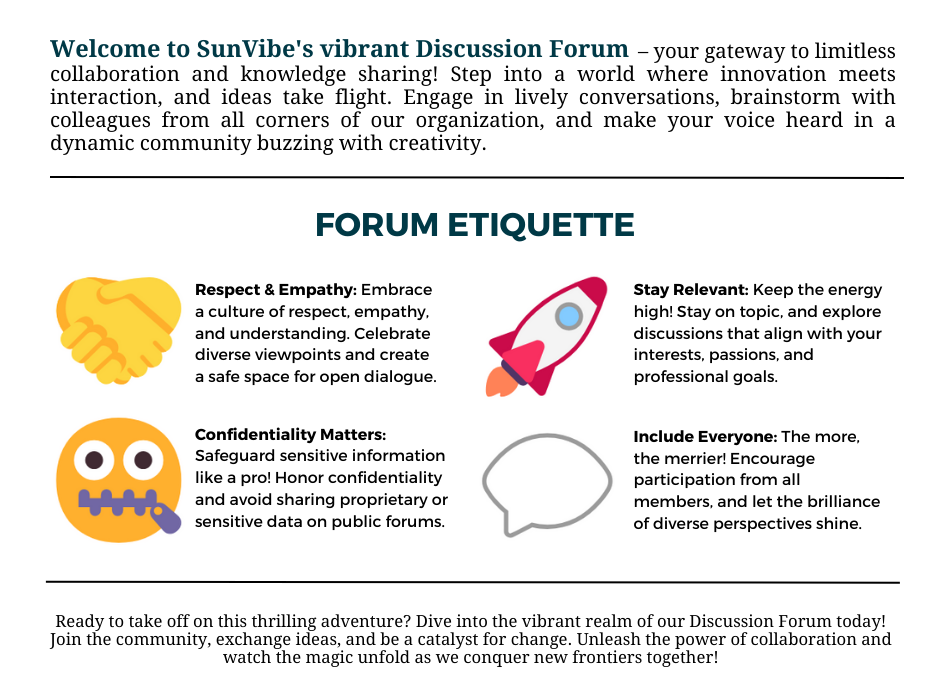 Welcome to SunVibe's vibrant Discussion Forum – your gateway to limitless
collaboration and knowledge sharing! Step into a world where innovation meets
interaction, and ideas take flight. Engage in lively conversations, brainstorm with
colleagues from all corners of our organization, and make your voice heard in a
dynamic community buzzing with creativity.
FORUM ETIQUETTE
Respect & Empathy: Embrace
a culture of respect, empathy,
and understanding. Celebrate
diverse viewpoints and create
a safe space for open dialogue.
Stay Relevant: Keep the energy
high! Stay on topic, and explore
discussions that align with your
interests, passions, and
professional goals.
Confidentiality Matters:
Safeguard sensitive information
like a pro! Honor confidentiality
and avoid sharing proprietary or
sensitive data on public forums.
Include Everyone: The more,
the merrier! Encourage
participation from all
members, and let the brilliance
of diverse perspectives shine.
Ready to take off on this thrilling adventure? Dive into the vibrant realm of our Discussion Forum today!
Join the community, exchange ideas, and be a catalyst for change. Unleash the power of collaboration and
watch the magic unfold as we conquer new frontiers together!